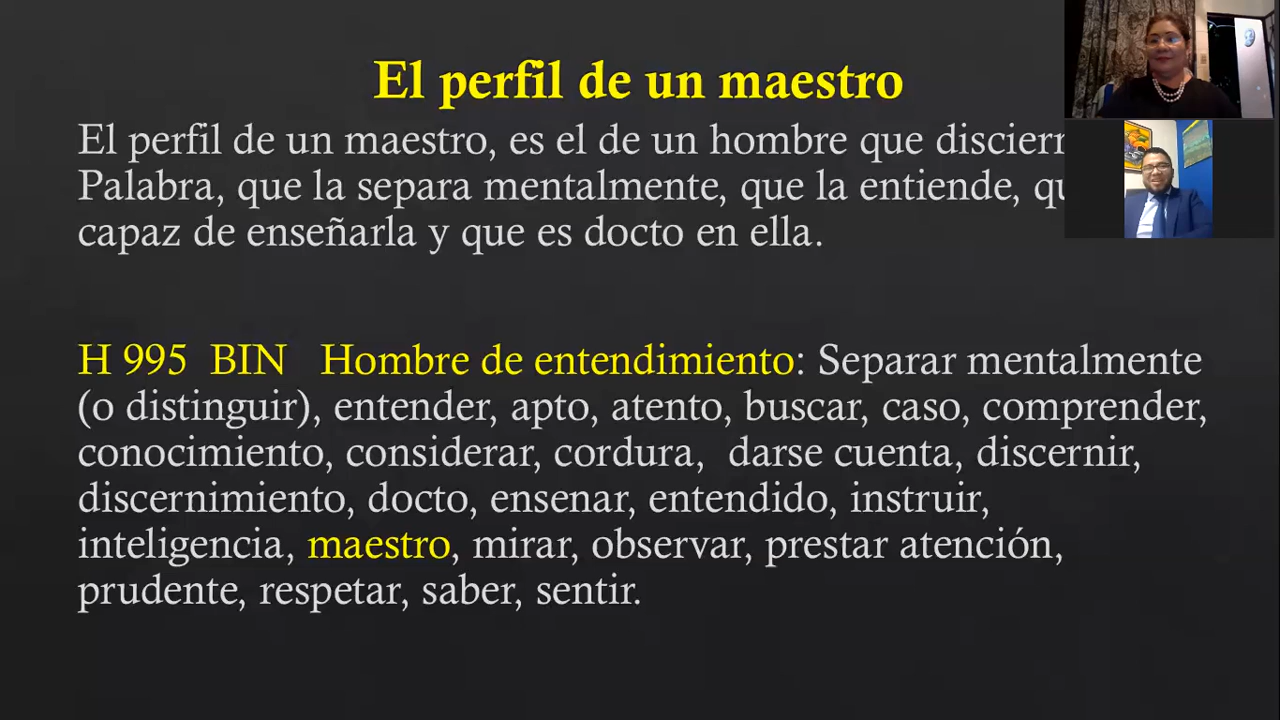 El perfil de un maestro
El perfil de un maestro, es el de un hombre que
Palabra, que la separa mentalmente, que la entiende,
capaz de enseñarla y que es docto en ella.
H 995 BIN Hombre de entendimiento: Separar mentalmente
(o distinguir), entender, apto, atento, buscar, caso, comprender,
conocimiento, considerar, cordura, darse cuenta, discernir,
discernimiento, docto, ensenar, entendido, instruir,
inteligencia, maestro, mirar, observar, prestar atención,
prudente, respetar, saber, sentir.